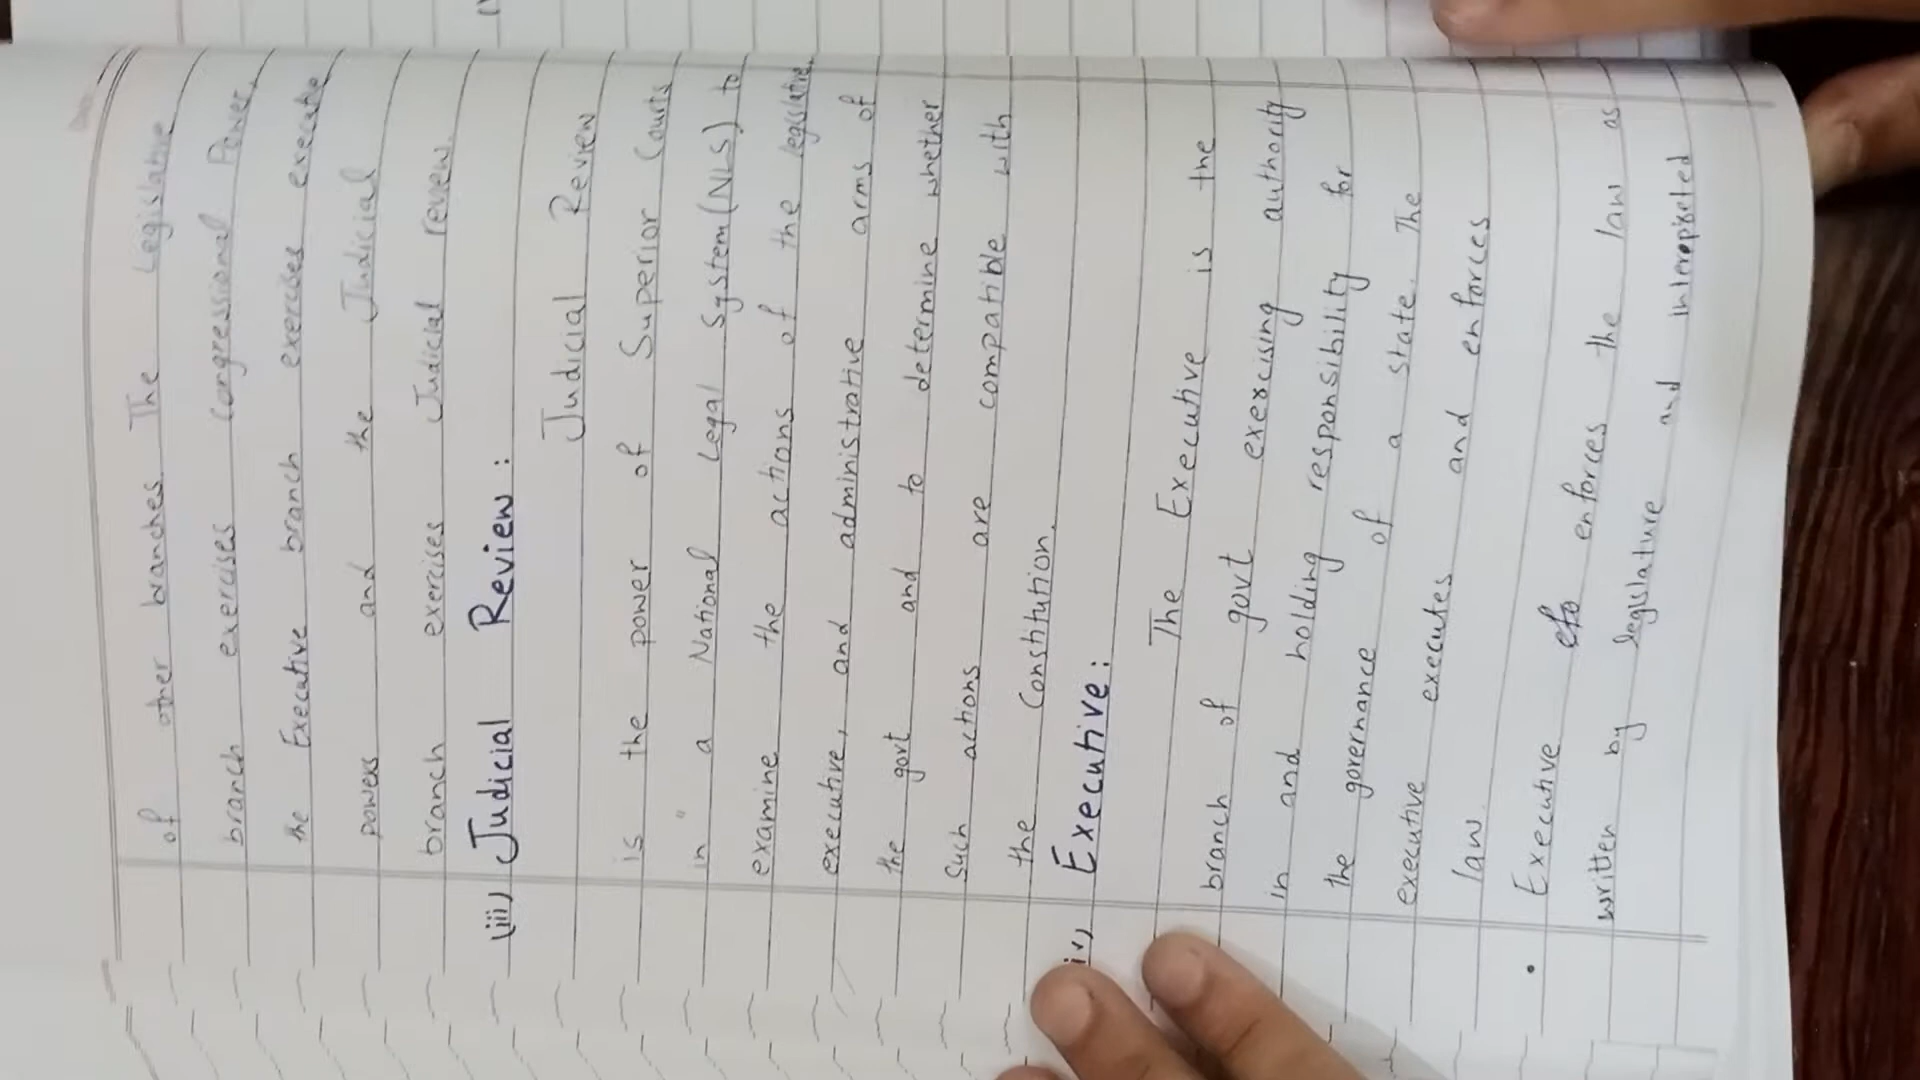 of other branches. The Legislative
branch exercises congressional Power,
the Executive branch exercises executive
powers and the Judicial
branch exercises Judicial review.
(iii) Judicial Review :
Judicial Review
is the power of Superior Courts
in a National Legal System (NLS) to
examine the actions of the legislative,
executive, and administrative arms of
the govt and to determine whether
Such actions are compatible with
the Constitution.
iv) Executive :
The Executive is the
branch of govt exercising authority
in and holding responsibility for
the governance of a state. The
executive executes and enforces
law.
Executive enforces the law as
written by legislature and interpreted